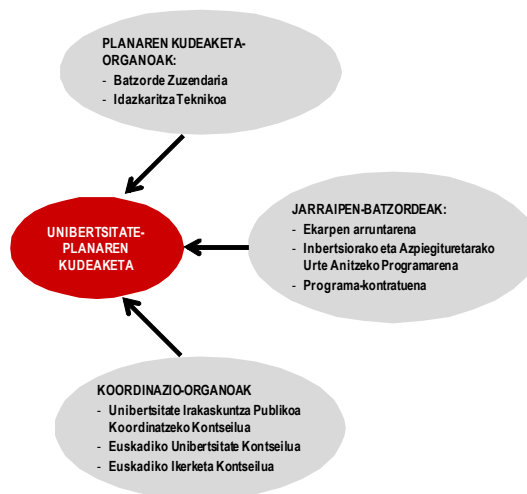 PLANAREN KUDEAKETA-
ORGANOAK:
- Batzorde Zuzendaria
- Idazkaritza Teknikoa
UNIBERTSITATE-
PLANAREN
KUDEAKETA
JARRAIPEN-BATZORDEAK:
- Ekarpen arruntarena
- Inbertsiorako eta Azpiegituretarako
Urte Anitzeko Programarena
- Programa-kontratuena
KOORDINAZIO-ORGANOAK
- Unibertsitate Irakaskuntza Publikoa
Koordinatzeko Kontseilua
- Euskadiko Unibertsitate Kontseilua
- Euskadiko Ikerketa Kontseilua